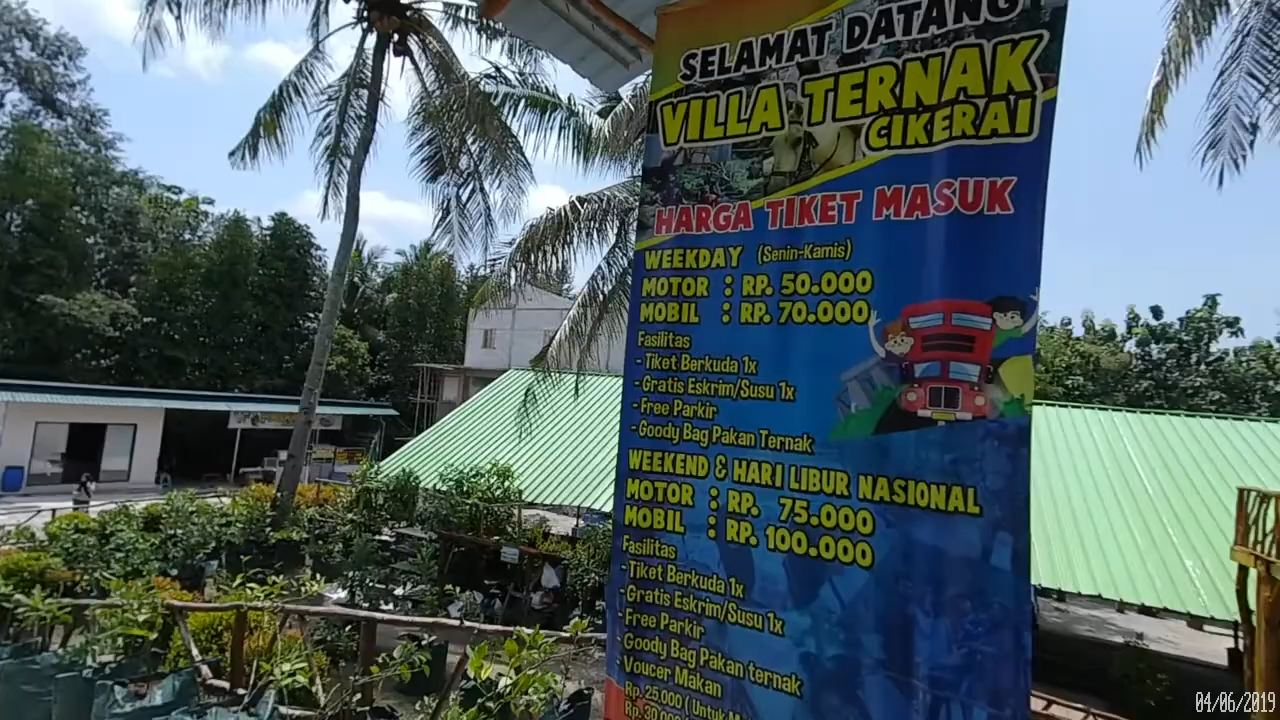 SELAMAT DATANG
VILLA TERNAK
CIKERAI
HARGA TIKET MASUK
WEEKDAY (Senin-Kamis)
MOTOR : RP. 50.000
MOBIL : RP. 70.000
Fasilitas
- Tiket Berkuda 1x
- Gratis Eskrim/Susu 1x
- Free Parkir
- Goody Bag Pakan Ternak
WEEKEND & HARI LIBUR NASIONAL
MOTOR : RP. 75.000
MOBIL : RP. 100.000
Fasilitas
- Tiket Berkuda 1x
- Gratis Eskrim/Susu 1x
- Free Parkir
- Goody Bag Pakan ternak
- Voucer Makan
Rp. 25.000 ( Untuk
Rp. 30.000
04/06/2019